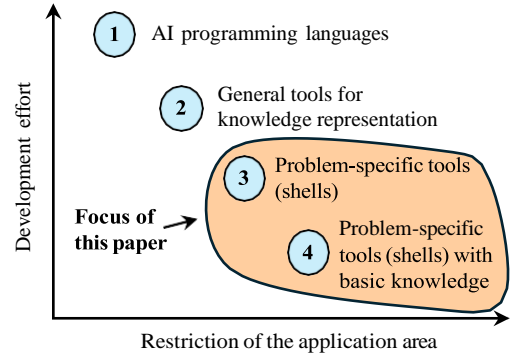 1 AI programming languages
2 General tools for
knowledge representation
3 Problem-specific tools
(shells)
Focus of
this paper
4 Problem-specific
tools (shells) with
basic knowledge
Development effort
Restriction of the application area